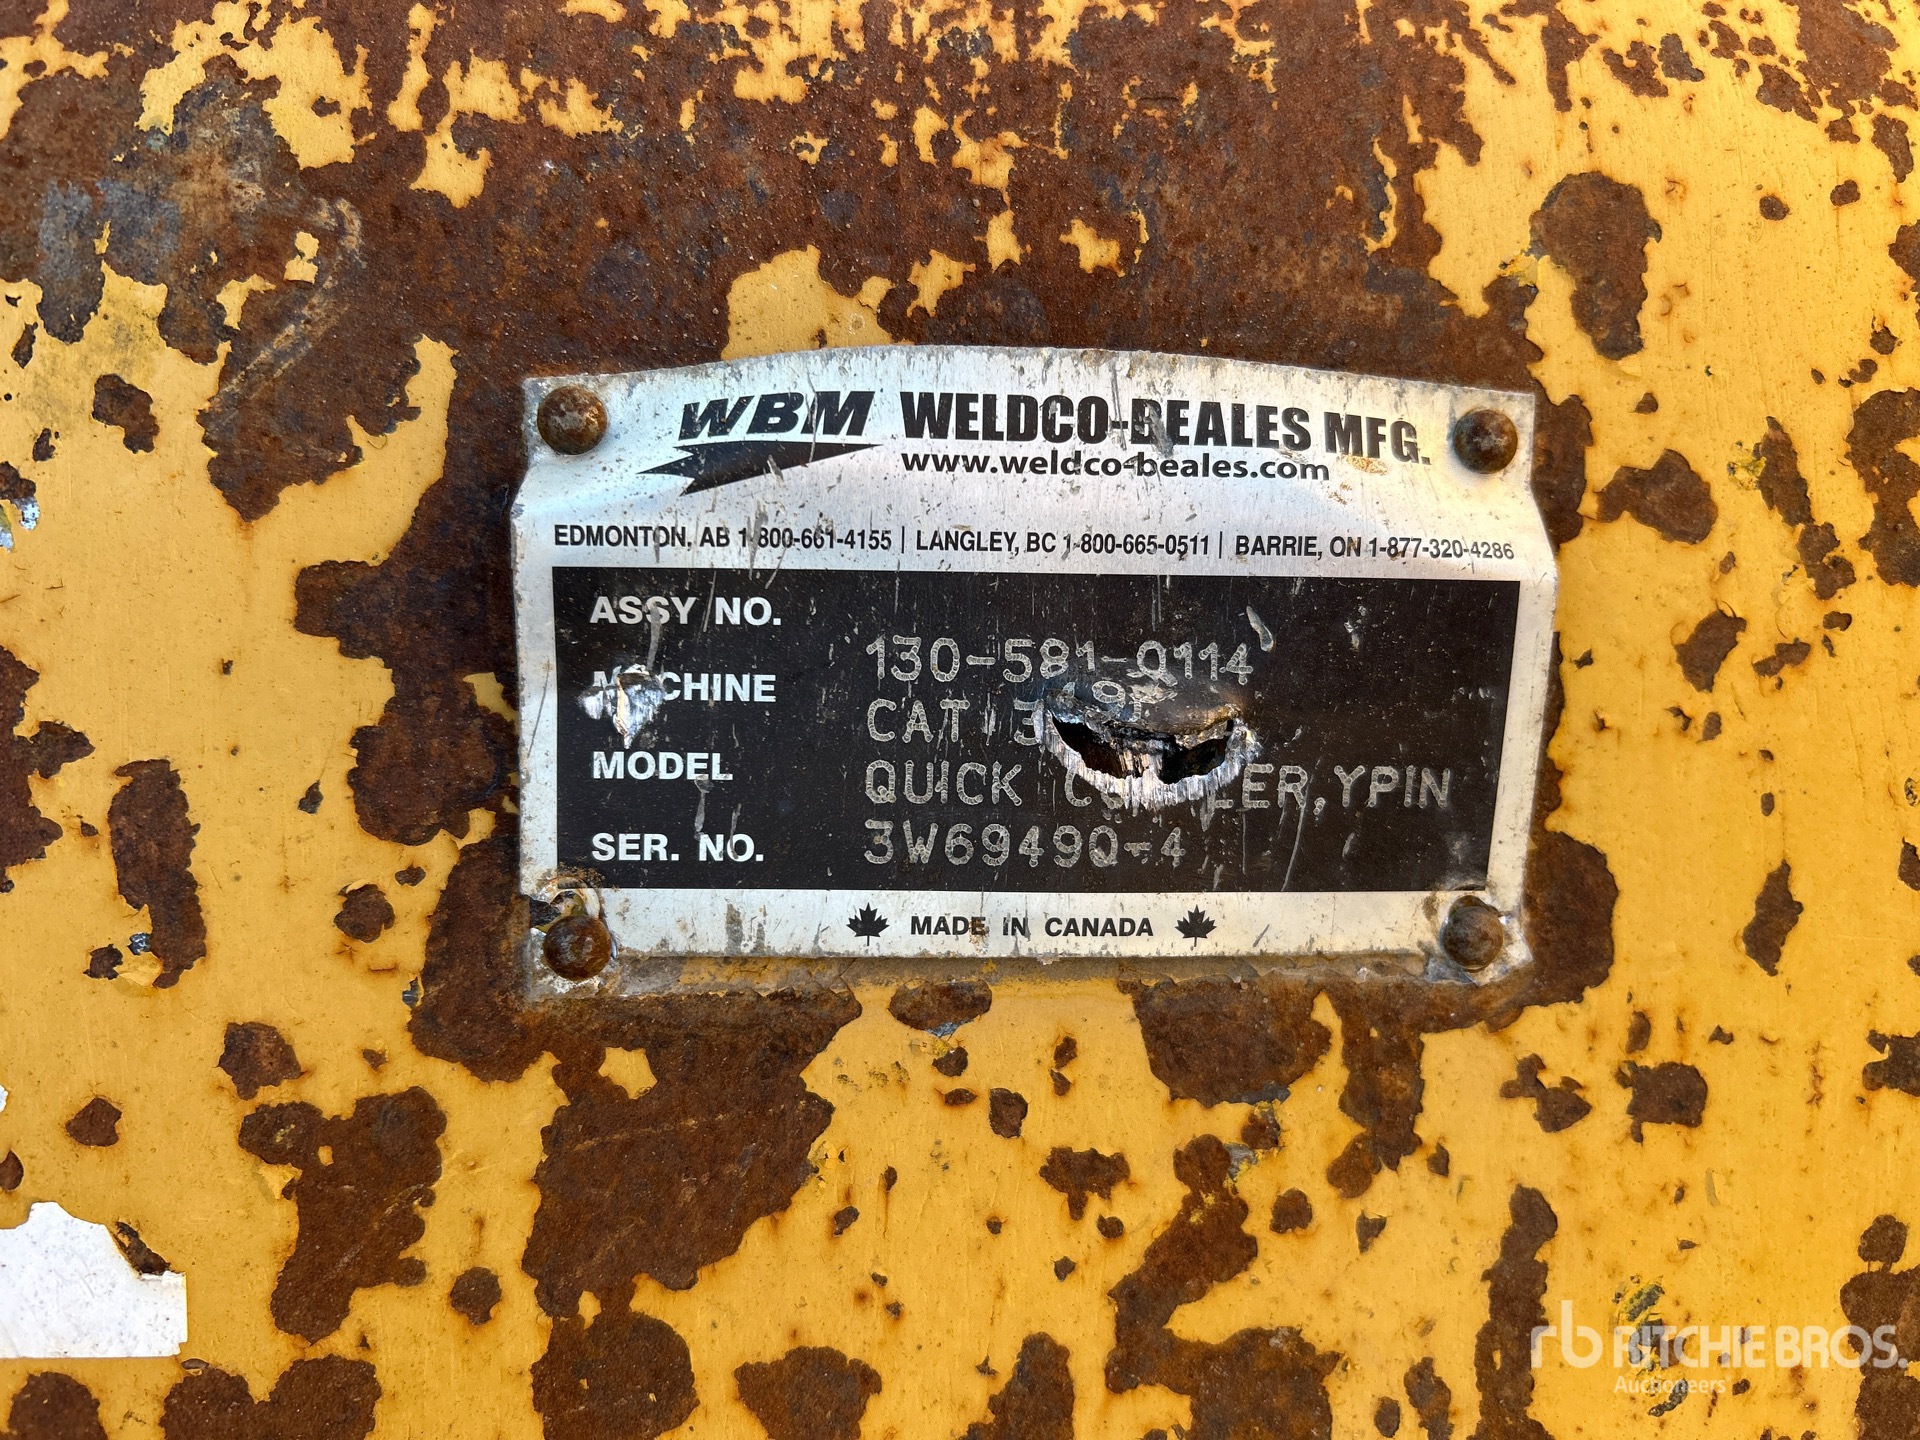 WBM WELDCO-BEALES MFG.
www.weldco-beales.com
EDMONTON, AB 1-800-661-4155 | LANGLEY, BC 1-800-665-0511 | BARRIE, ON 1-877-320-4286
ASSY NO. 130-581-0114
MACHINE CAT
MODEL QUICK YPIN
SER. NO. 3W69490-4
MADE IN CANADA
rb RITCHIE BROS.
Auctioneers